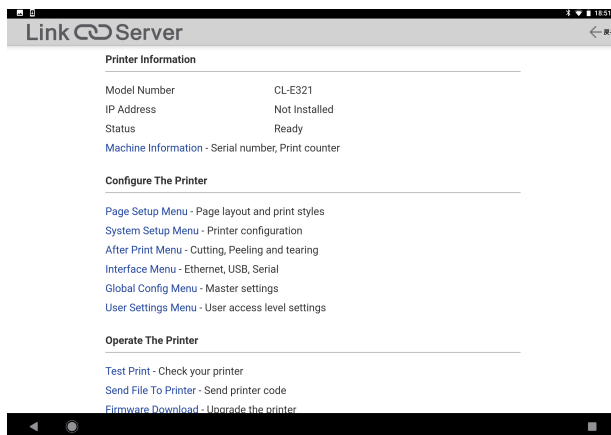 18:51
Link Server
Printer Information
Model Number CL-E321
IP Address Not Installed
Status Ready
Machine Information - Serial number, Print counter
Configure The Printer
Page Setup Menu - Page layout and print styles
System Setup Menu - Printer configuration
After Print Menu - Cutting, Peeling and tearing
Interface Menu - Ethernet, USB, Serial
Global Config Menu - Master settings
User Settings Menu - User access level settings
Operate The Printer
Test Print - Check your printer
Send File To Printer - Send printer code
Firmware Download - Upgrade the printer